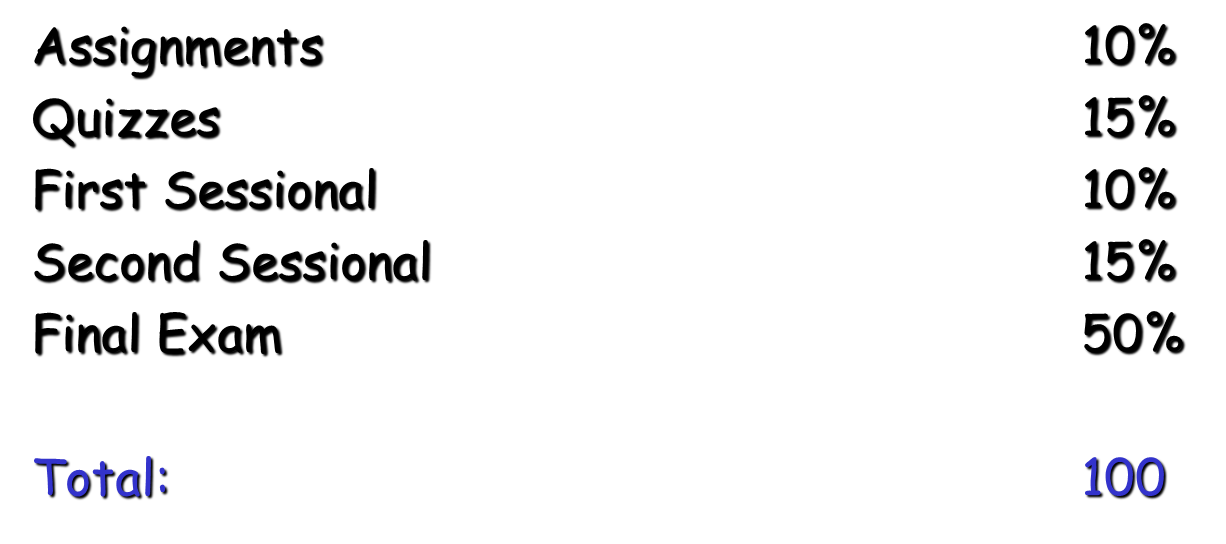 Assignments 10%
Quizzes 15%
First Sessional 10%
Second Sessional 15%
Final Exam 50%
Total: 100